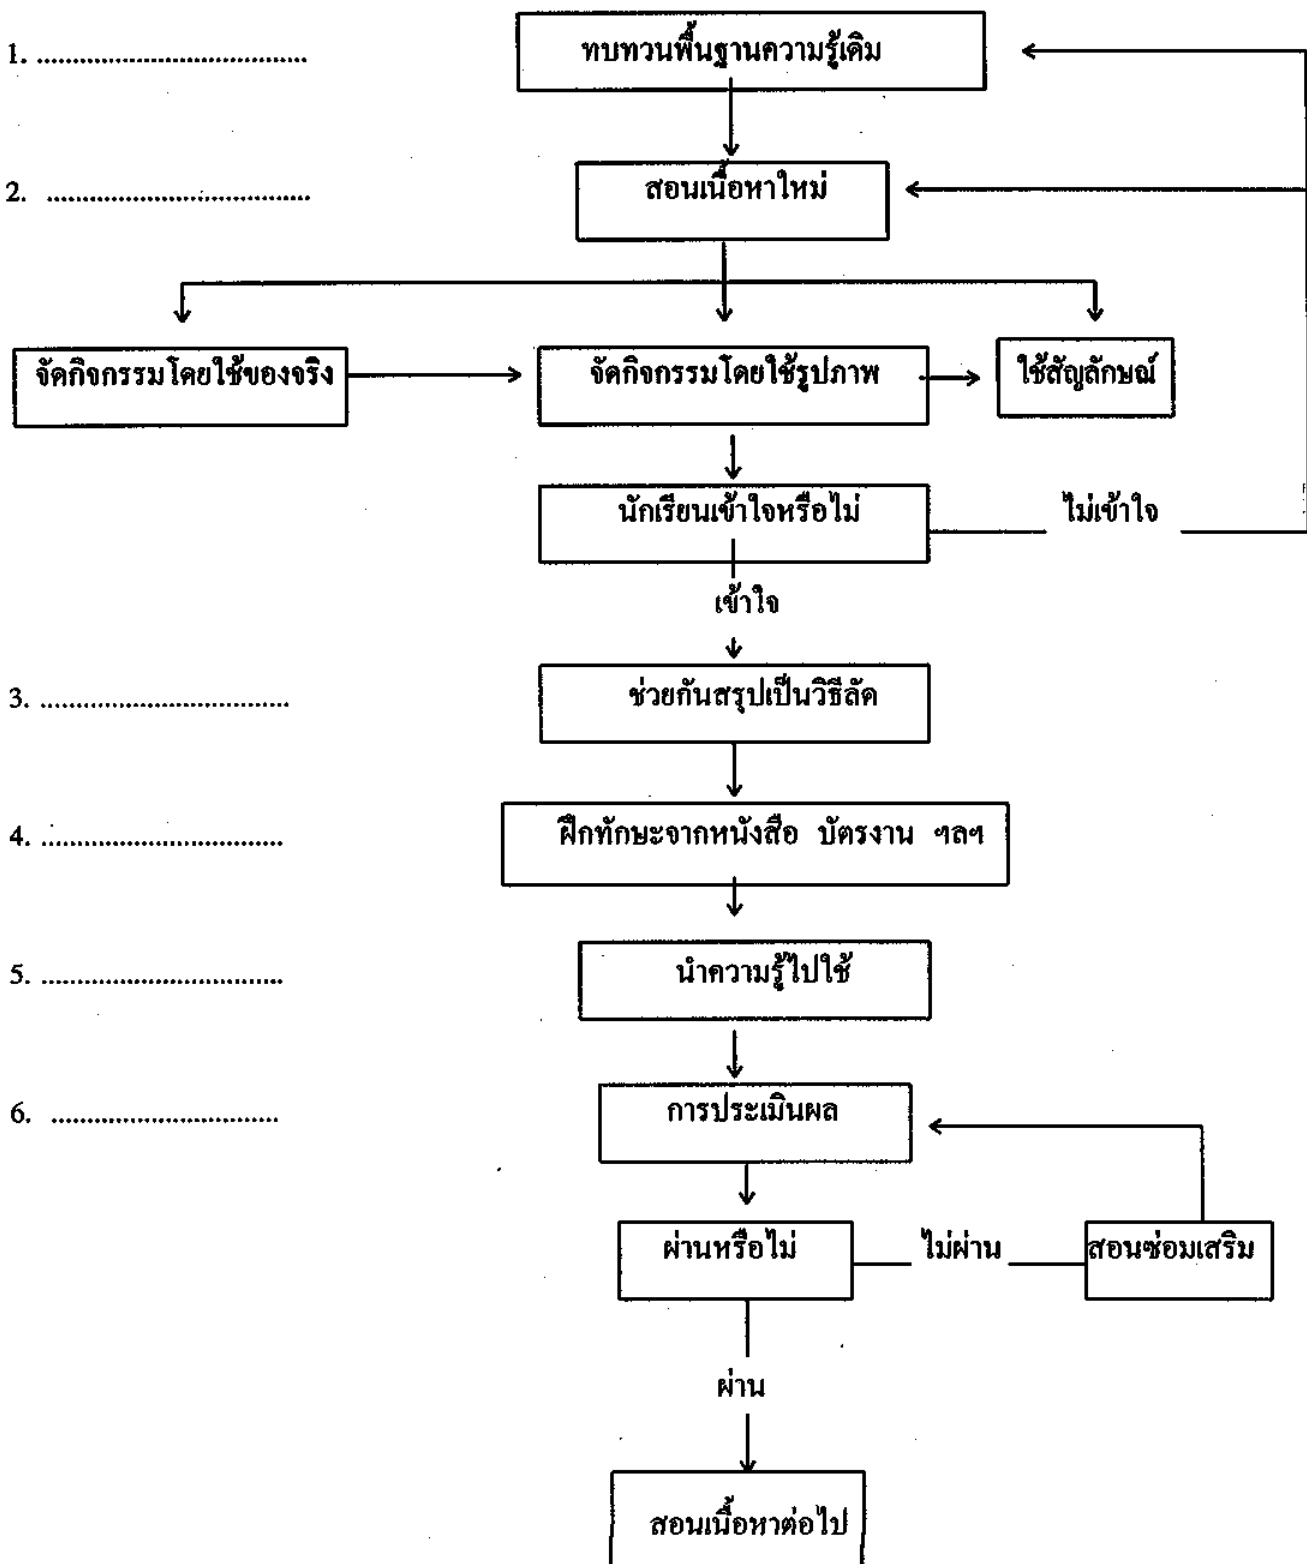 1. .................................... ทบทวนพื้นฐานความรู้เดิม
2. .................................... สอนเนื้อหาใหม่
จัดกิจกรรมโดยใช้ของจริง จัดกิจกรรมโดยใช้รูปภาพ ใช้สัญลักษณ์
นักเรียนเข้าใจหรือไม่ ไม่เข้าใจ
เข้าใจ
3. .................................. ช่วยกันสรุปเป็นวิธีลัด
4. ................................. ฝึกทักษะจากหนังสือ บัตรงาน ฯลฯ
5. ................................. นำความรู้ไปใช้
6. ............................... การประเมินผล
ผ่านหรือไม่ ไม่ผ่าน สอนซ่อมเสริม
ผ่าน
สอนเนื้อหาต่อไป